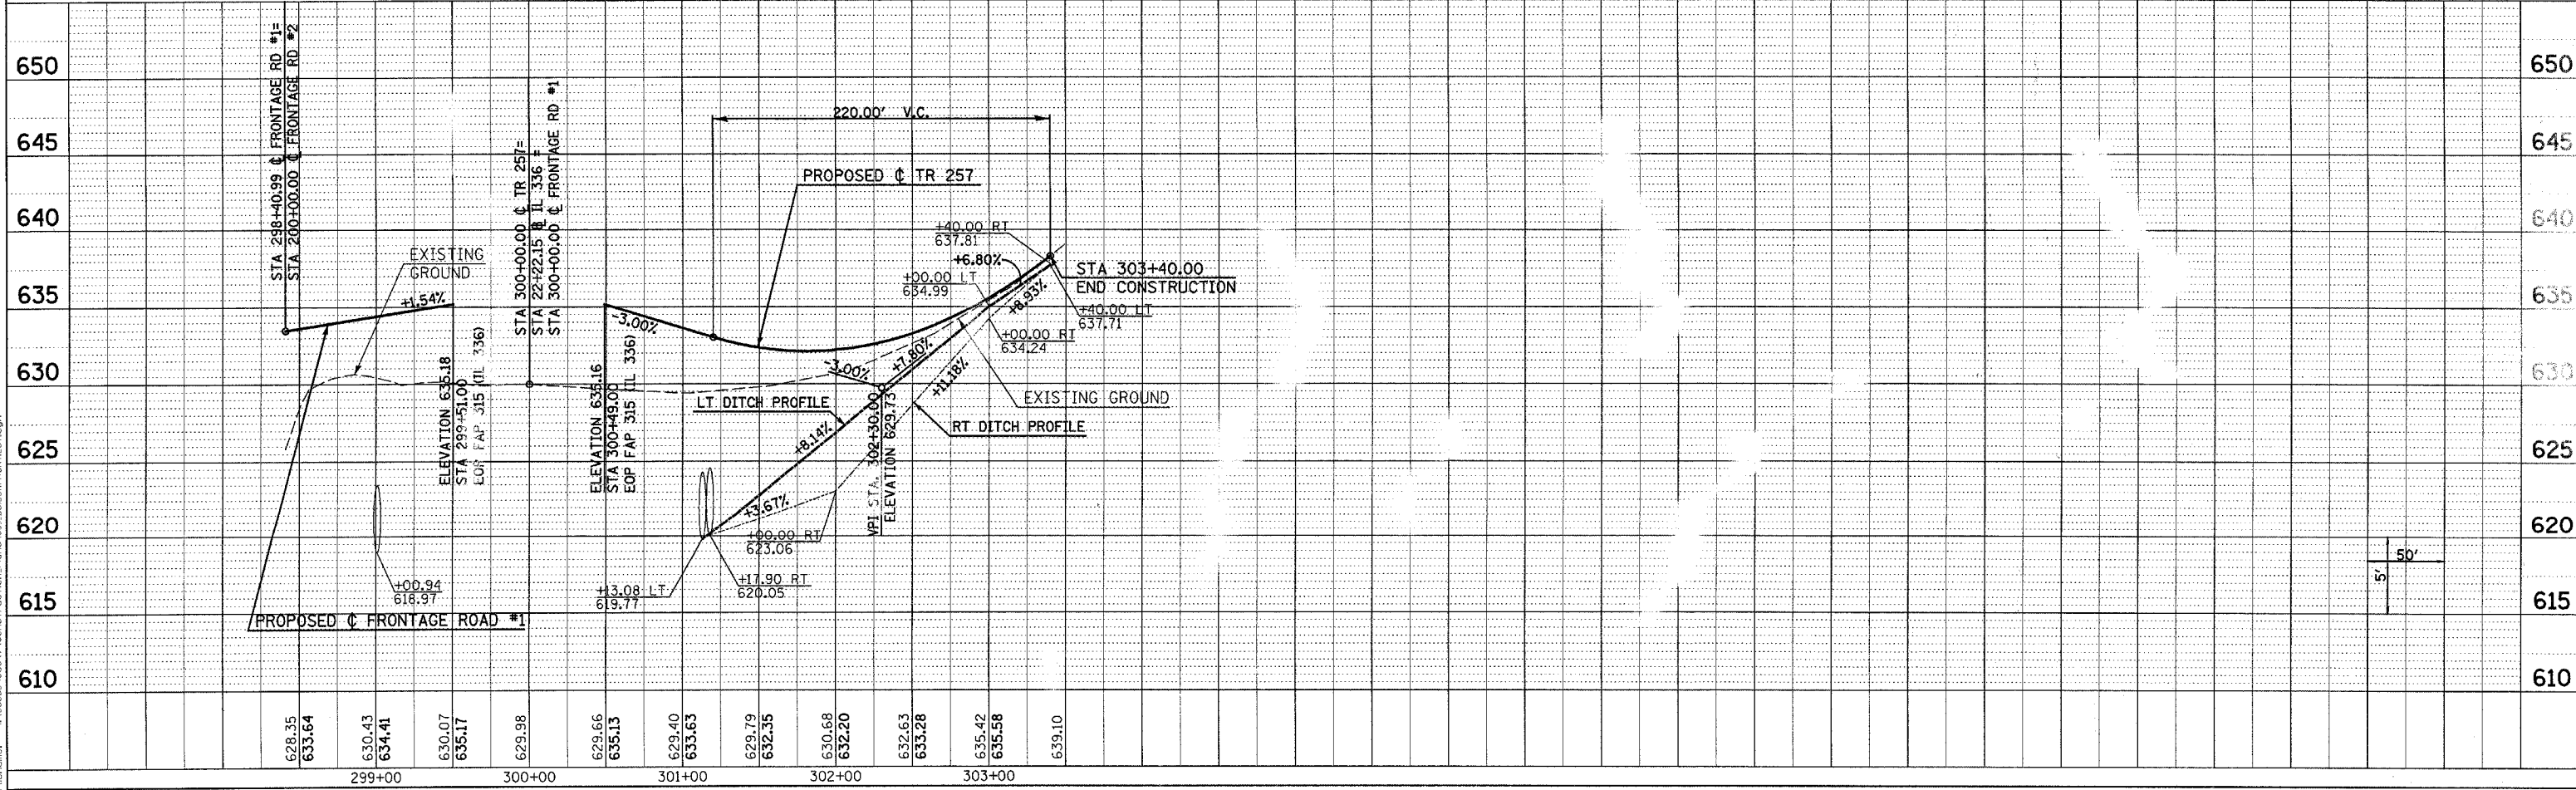 650
645
640
635
630
625
620
615
610
STA 298+40.99 ℄ FRONTAGE RD #1=
STA 200+00.00 ℄ FRONTAGE RD #2
STA 300+00.00 ℄ TR 257=
STA 22+22.15 IL 336 =
STA 300+00.00 ℄ FRONTAGE RD #1
220.00' V.C.
PROPOSED ℄ TR 257
EXISTING
GROUND
+1.54%
-3.00%
+40.00 RT
637.81
+6.80%
+00.00 LT
634.99
STA 303+40.00
END CONSTRUCTION
+8.93%
+40.00 LT
637.71
+00.00 RT
634.24
-3.00%
+7.80%
+11.18%
EXISTING GROUND
LT DITCH PROFILE
RT DITCH PROFILE
+8.14%
ELEVATION 635.18
STA 299+51.00
EOP FAP 315 (IL 336)
ELEVATION 635.16
STA 300+49.00
EOP FAP 315 (IL 336)
VPI STA. 302+30.00
ELEVATION 629.73
+3.67%
+00.00 RT
623.06
+17.90 RT
620.05
+13.08 LT
619.77
+00.94
618.97
PROPOSED ℄ FRONTAGE ROAD #1
50'
5'
628.35
633.64
630.43
634.41
630.07
635.17
629.98
629.66
635.13
629.40
633.63
629.79
632.35
630.68
632.20
632.63
633.28
635.42
635.58
639.10
299+00
300+00
301+00
302+00
303+00
650
645
640
635
630
625
620
615
610